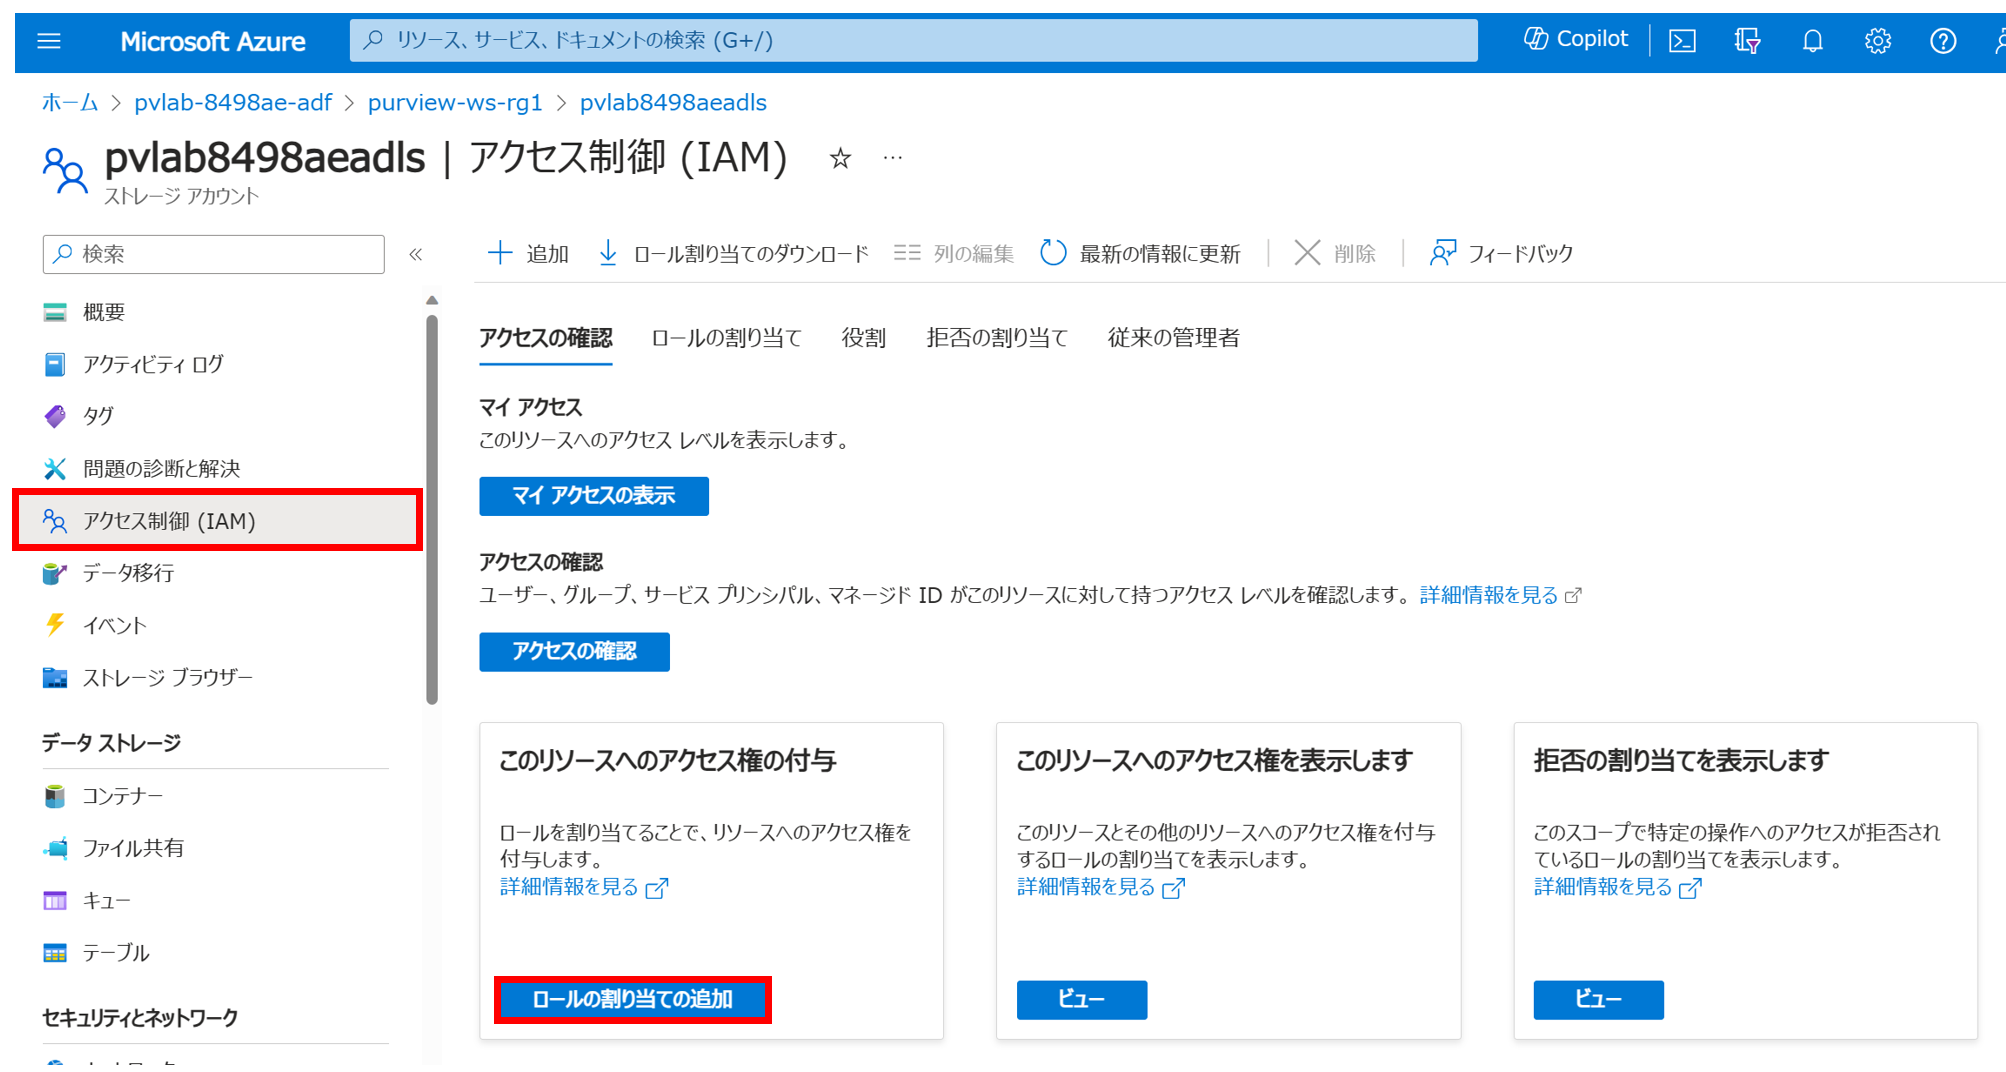 Microsoft Azure
リソース、サービス、ドキュメントの検索 (G+/)
Copilot
ホーム > pvlab-8498ae-adf > purview-ws-rg1 > pvlab8498aeadls
pvlab8498aeadls | アクセス制御 (IAM)
ストレージ アカウント
検索
追加
ロール割り当てのダウンロード
列の編集
最新の情報に更新
削除
フィードバック
概要
アクティビティ ログ
タグ
問題の診断と解決
アクセス制御 (IAM)
データ移行
イベント
ストレージ ブラウザー
データ ストレージ
コンテナー
ファイル共有
キュー
テーブル
セキュリティとネットワーク
アクセスの確認
ロールの割り当て
役割
拒否の割り当て
従来の管理者
マイ アクセス
このリソースへのアクセス レベルを表示します。
マイ アクセスの表示
アクセスの確認
ユーザー、グループ、サービス プリンシパル、マネージド ID がこのリソースに対して持つアクセス レベルを確認します。 詳細情報を見る
アクセスの確認
このリソースへのアクセス権の付与
ロールを割り当てることで、リソースへのアクセス権を
付与します。
詳細情報を見る
ロールの割り当ての追加
このリソースへのアクセス権を表示します
このリソースとその他のリソースへのアクセス権を付与
するロールの割り当てを表示します。
詳細情報を見る
ビュー
拒否の割り当てを表示します
このスコープで特定の操作へのアクセスが拒否され
ているロールの割り当てを表示します。
詳細情報を見る
ビュー